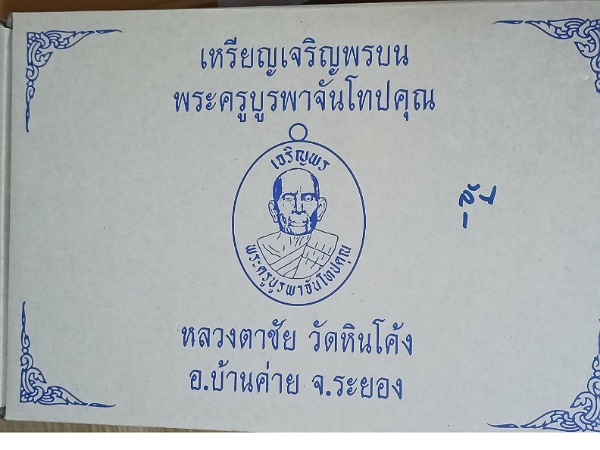 เหรียญเจริญพรบน
พระครูบูรพาจันโทปคุณ
เจริญพร
พระครูบูรพาจันโทปคุณ
หลวงตาชัย วัดหินโค้ง
อ.บ้านค่าย จ.ระยอง